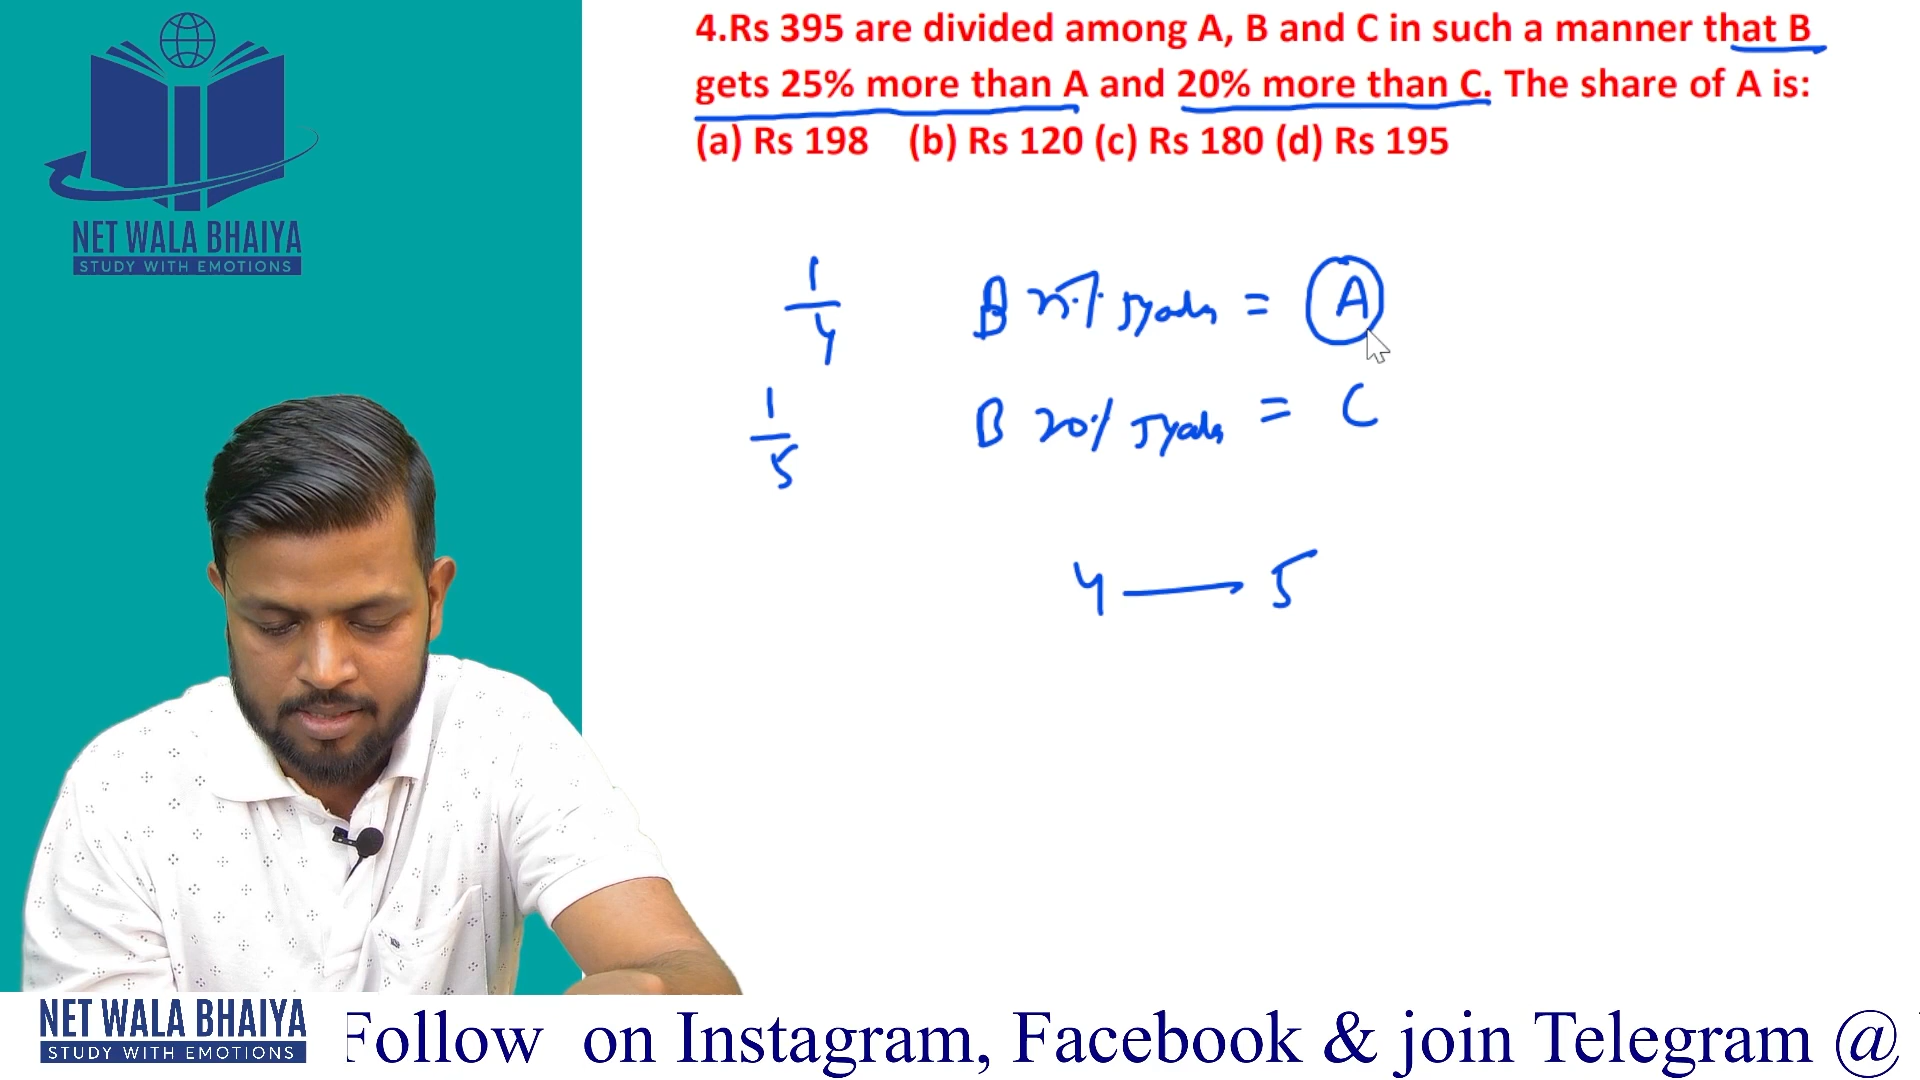 4.Rs 395 are divided among A, B and C in such a manner that B
gets 25% more than A and 20% more than C. The share of A is:
(a) Rs 198 (b) Rs 120 (c) Rs 180 (d) Rs 195
NET WALA BHAIYA
STUDY WITH EMOTIONS
1/4 B 25% jyada = A
1/5 B 20% jyada = C
4 — 5
NET WALA BHAIYA
STUDY WITH EMOTIONS
Follow on Instagram, Facebook & join Telegram @